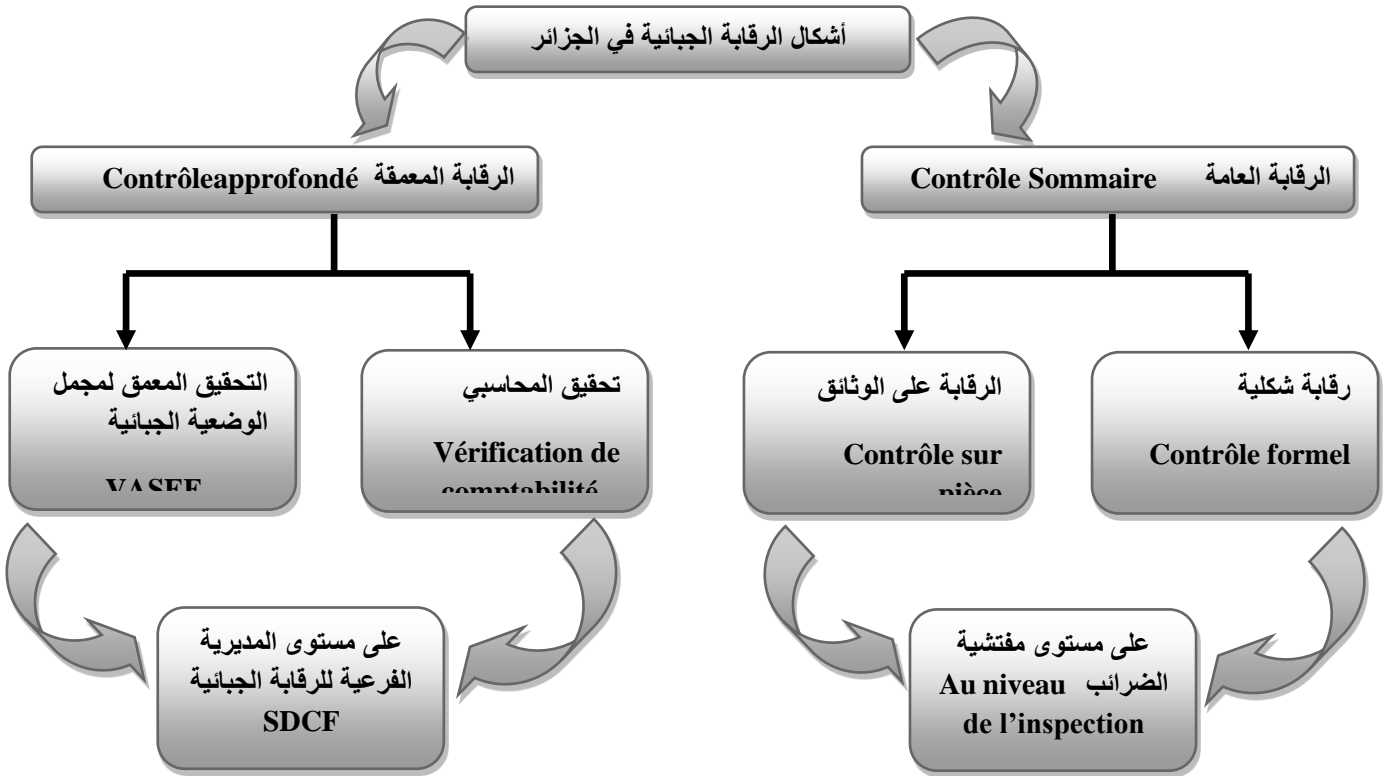 أشكال الرقابة الجبائية في الجزائر
الرقابة العامة Contrôle Sommaire
الرقابة المعمقة Contrôleapprofondé
رقابة شكلية
Contrôle formel
الرقابة على الوثائق
Contrôle sur
pièce
تحقيق المحاسبي
Vérification de
comptabilité
التحقيق المعمق لمجمل
الوضعية الجبائية
على مستوى مفتشية
الضرائب Au niveau
de l’inspection
على مستوى المديرية
الفرعية للرقابة الجبائية
SDCF